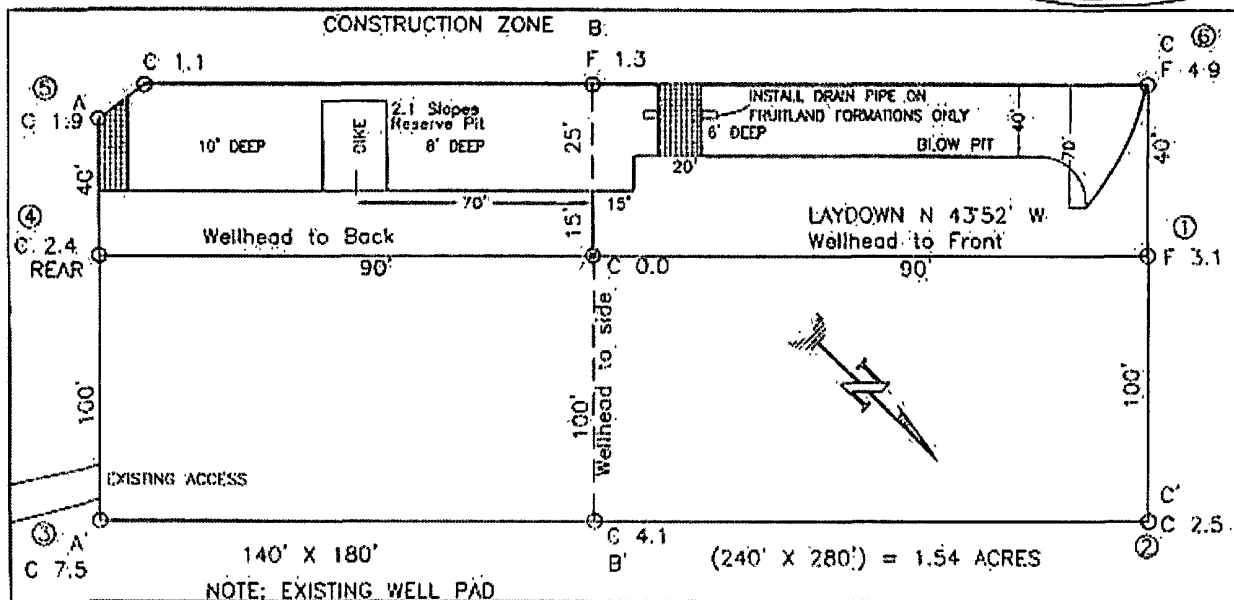 CONSTRUCTION ZONE
B
C 1.1
F 1.3
C ⑥
F 4.9
⑤ A
C 1.9
10' DEEP
DIKE
2:1 Slopes
Reserve Pit
8' DEEP
25'
INSTALL DRAIN PIPE ON
FRUITLAND FORMATIONS ONLY
6' DEEP
BLOW PIT
40'
70'
40'
40'
20'
70'
15'
15'
④
C 2.4
REAR
Wellhead to Back
90'
C 0.0
LAYDOWN N 43'52' W
Wellhead to Front
90'
①
F 3.1
100'
100'
Wellhead to side
N
100'
EXISTING ACCESS
③ A'
C 7.5
C 4.1
B'
C'
C 2.5
②
140' X 180'
(240' X 280') = 1.54 ACRES
NOTE: EXISTING WELL PAD